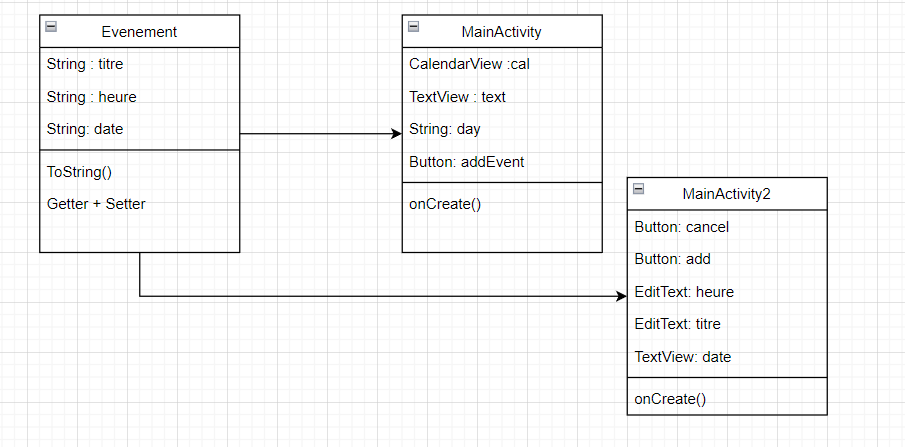 Evenement
String : titre
String : heure
String: date
ToString()
Getter + Setter
MainActivity
CalendarView :cal
TextView : text
String: day
Button: addEvent
onCreate()
MainActivity2
Button: cancel
Button: add
EditText: heure
EditText: titre
TextView: date
onCreate()